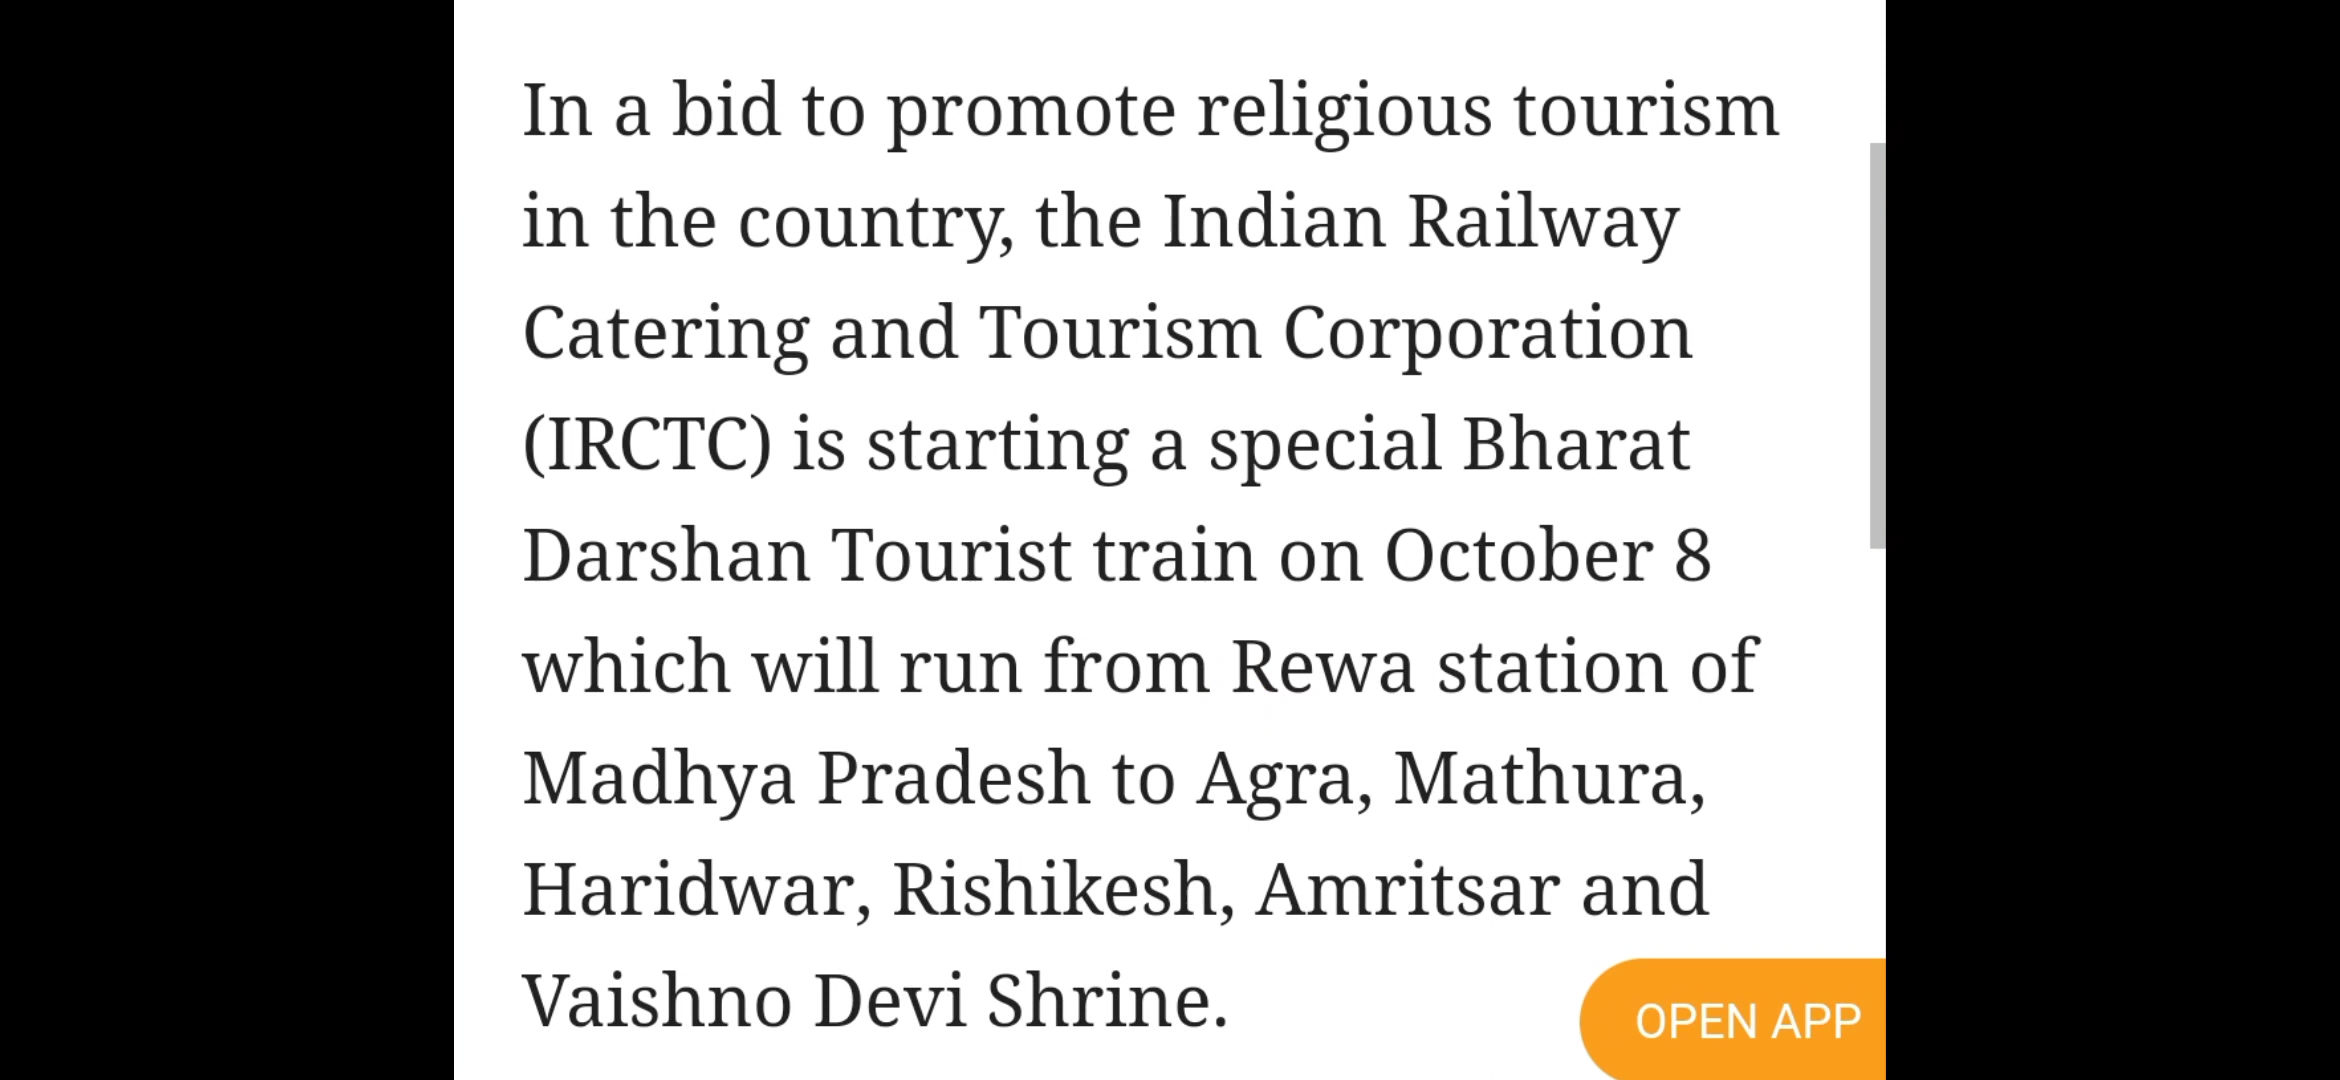 In a bid to promote religious tourism
in the country, the Indian Railway
Catering and Tourism Corporation
(IRCTC) is starting a special Bharat
Darshan Tourist train on October 8
which will run from Rewa station of
Madhya Pradesh to Agra, Mathura,
Haridwar, Rishikesh, Amritsar and
Vaishno Devi Shrine.
OPEN APP